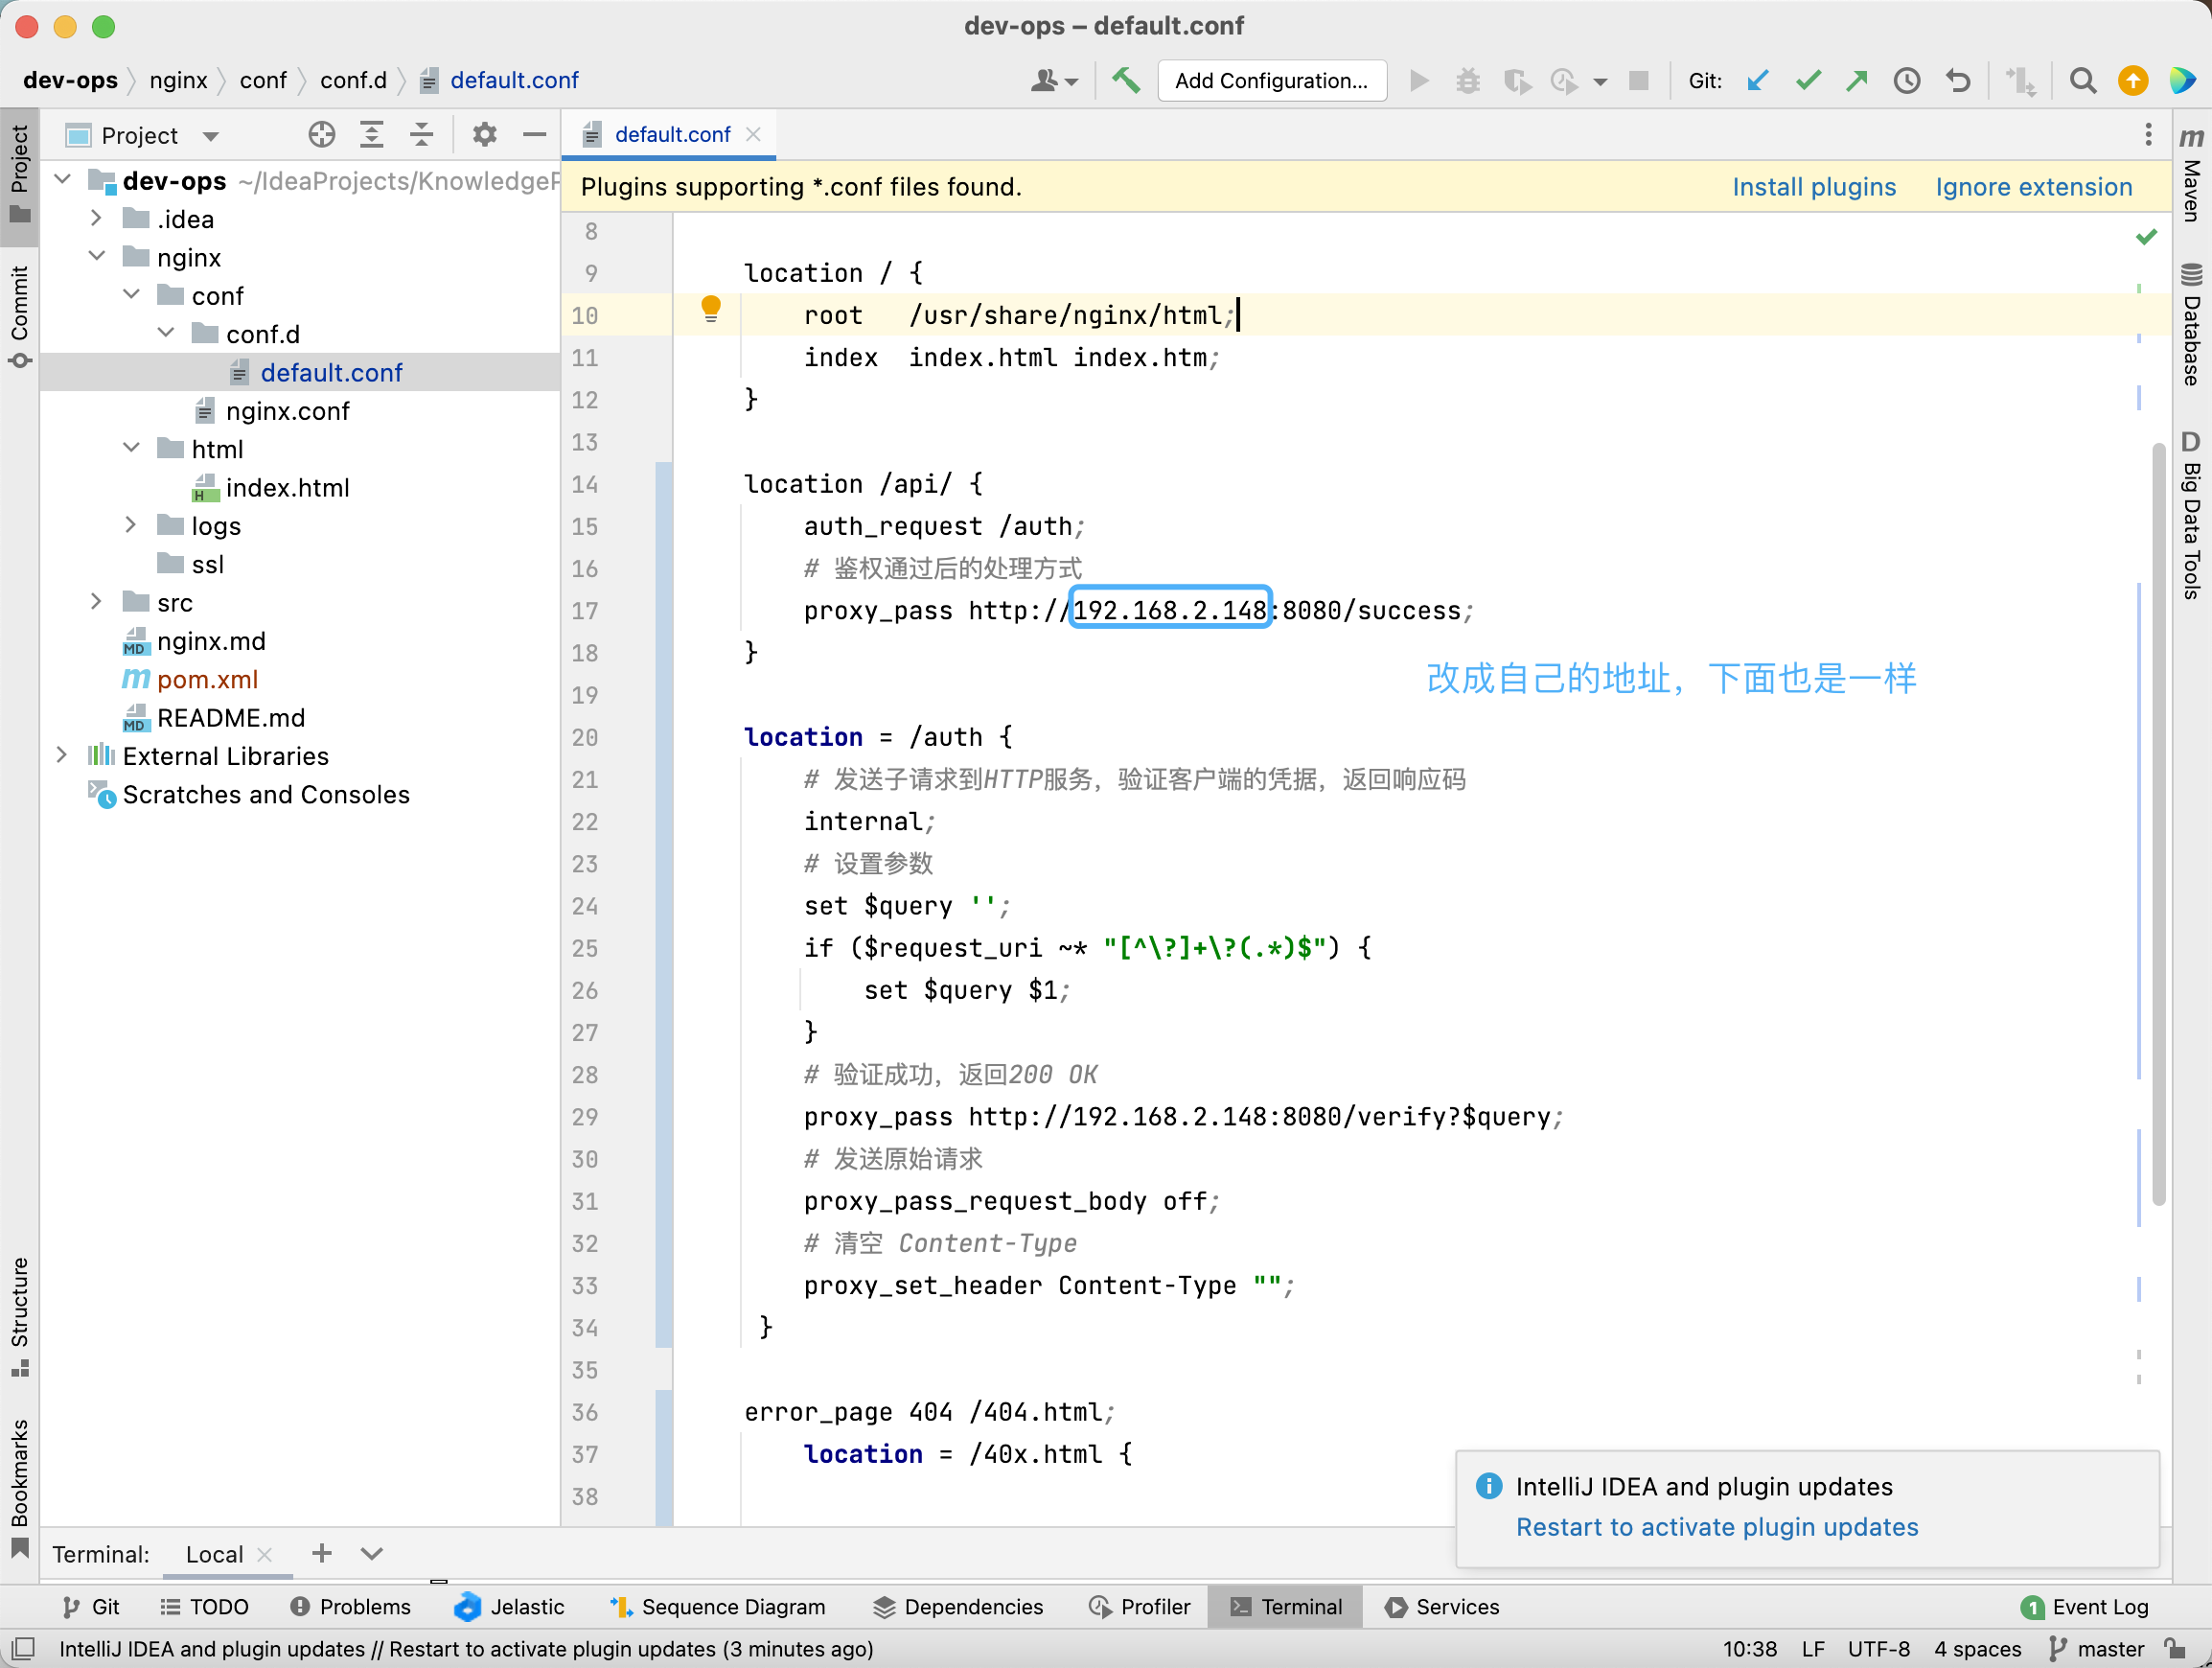 dev-ops – default.conf
dev-ops nginx conf conf.d default.conf
Add Configuration...
Git:
Project
default.conf
Plugins supporting *.conf files found.
Install plugins
Ignore extension
Project
Commit
Structure
Bookmarks
Maven
Database
D
Big Data Tools
dev-ops ~/IdeaProjects/KnowledgeP
.idea
nginx
conf
conf.d
default.conf
nginx.conf
html
index.html
logs
ssl
src
nginx.md
pom.xml
README.md
External Libraries
Scratches and Consoles
8
9 location / {
10 root /usr/share/nginx/html;
11 index index.html index.htm;
12 }
13
14 location /api/ {
15 auth_request /auth;
16 # 鉴权通过后的处理方式
17 proxy_pass http://192.168.2.148:8080/success;
18 }
改成自己的地址，下面也是一样
19
20 location = /auth {
21 # 发送子请求到HTTP服务，验证客户端的凭据，返回响应码
22 internal;
23 # 设置参数
24 set $query '';
25 if ($request_uri ~* "[^\?]+\?(.*)$") {
26 set $query $1;
27 }
28 # 验证成功，返回200 OK
29 proxy_pass http://192.168.2.148:8080/verify?$query;
30 # 发送原始请求
31 proxy_pass_request_body off;
32 # 清空 Content-Type
33 proxy_set_header Content-Type "";
34 }
35
36 error_page 404 /404.html;
37 location = /40x.html {
38
IntelliJ IDEA and plugin updates
Restart to activate plugin updates
Terminal: Local
Git TODO Problems Jelastic Sequence Diagram Dependencies Profiler Terminal Services 1 Event Log
IntelliJ IDEA and plugin updates // Restart to activate plugin updates (3 minutes ago) 10:38 LF UTF-8 4 spaces master